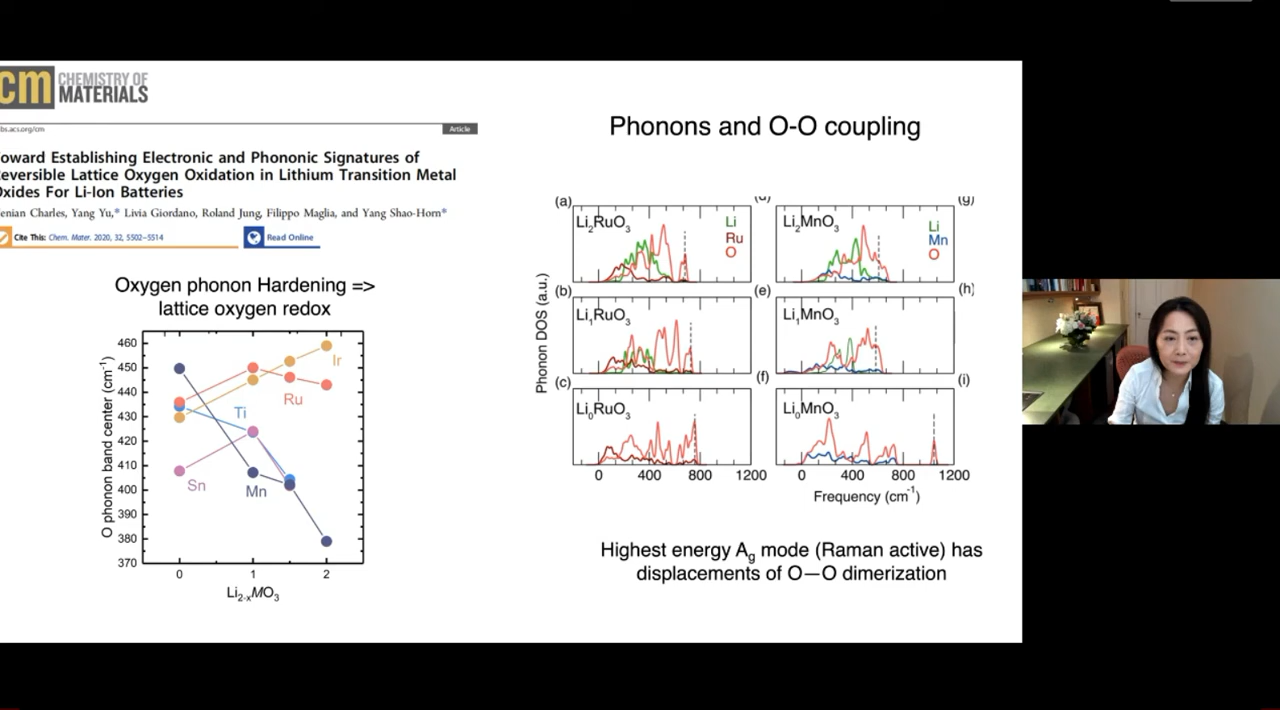 cm CHEMISTRY OF
MATERIALS
bs.acs.org/cm
Article
oward Establishing Electronic and Phononic Signatures of
eversible Lattice Oxygen Oxidation in Lithium Transition Metal
xides For Li-Ion Batteries
enian Charles, Yang Yu,* Livia Giordano, Roland Jung, Filippo Maglia, and Yang Shao-Horn*
Cite This: Chem. Mater. 2020, 32, 5502–5514
Read Online
Oxygen phonon Hardening =>
lattice oxygen redox
460
450
440
430
420
410
400
390
380
370
O phonon band center (cm⁻¹)
Ir
Ru
Ti
Sn
Mn
0 1 2
Li₂₋ₓMO₃
Phonons and O-O coupling
(a) (d) (g)
Li₂RuO₃ Li Ru O
Li₂MnO₃ Li Mn O
(b) (e) (h)
Li₁RuO₃ Li₁MnO₃
(c) (f) (i)
Li₀RuO₃ Li₀MnO₃
Phonon DOS (a.u.)
0 400 800 1200 0 400 800 1200
Frequency (cm⁻¹)
Highest energy Ag mode (Raman active) has
displacements of O—O dimerization